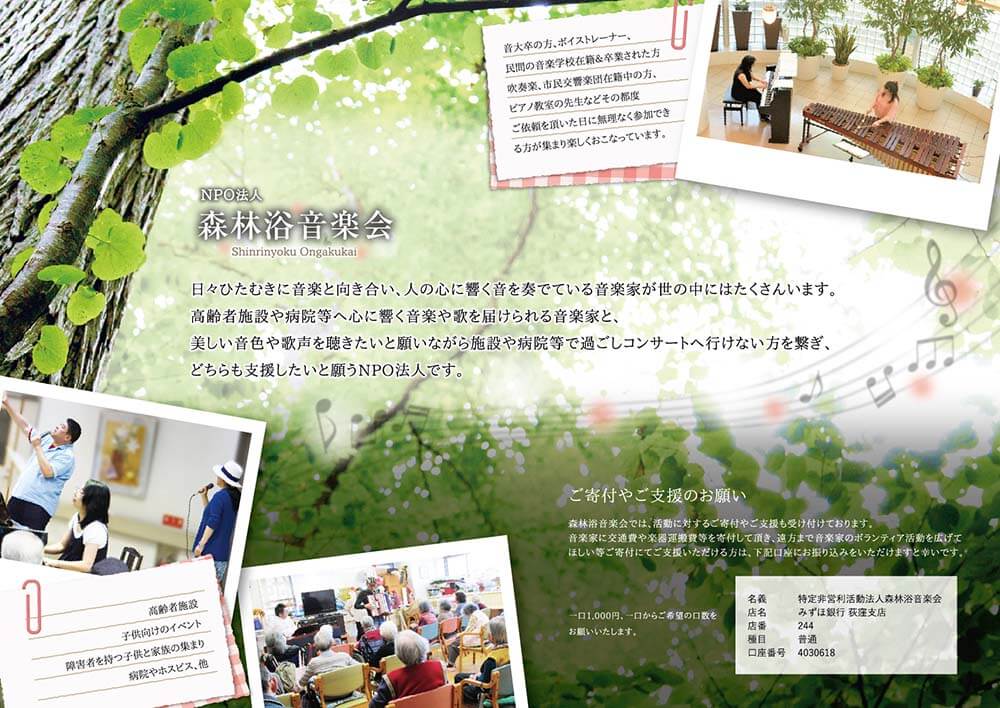 音大卒の方、ボイストレーナー、
民間の音楽学校在籍&卒業された方
吹奏楽、市民交響楽団在籍中の方、
ピアノ教室の先生などその都度
ご依頼を頂いた日に無理なく参加でき
る方が集まり楽しくおこなっています。
NPO法人
森林浴音楽会
Shinrinyoku Ongakukai
日々ひたむきに音楽と向き合い、人の心に響く音を奏でている音楽家が世の中にはたくさんいます。
高齢者施設や病院等へ心に響く音楽や歌を届けられる音楽家と、
美しい音色や歌声を聴きたいと願いながら施設や病院等で過ごしコンサートへ行けない方を繋ぎ、
どちらも支援したいと願うNPO法人です。
高齢者施設
子供向けのイベント
障害者を持つ子供と家族の集まり
病院やホスピス、他
ご寄付やご支援のお願い
森林浴音楽会では、活動に対するご寄付やご支援も受け付けております。
音楽家に交通費や楽器運搬費等を寄付して頂き、遠方まで音楽家のボランティア活動を広げて
ほしい等ご寄付にてご支援いただける方は、下記口座にお振り込みをいただけますと幸いです。
一口1,000円、一口からご希望の口数を
お願いいたします。
名義 特定非営利活動法人森林浴音楽会
店名 みずほ銀行 荻窪支店
店番 244
種目 普通
口座番号 4030618